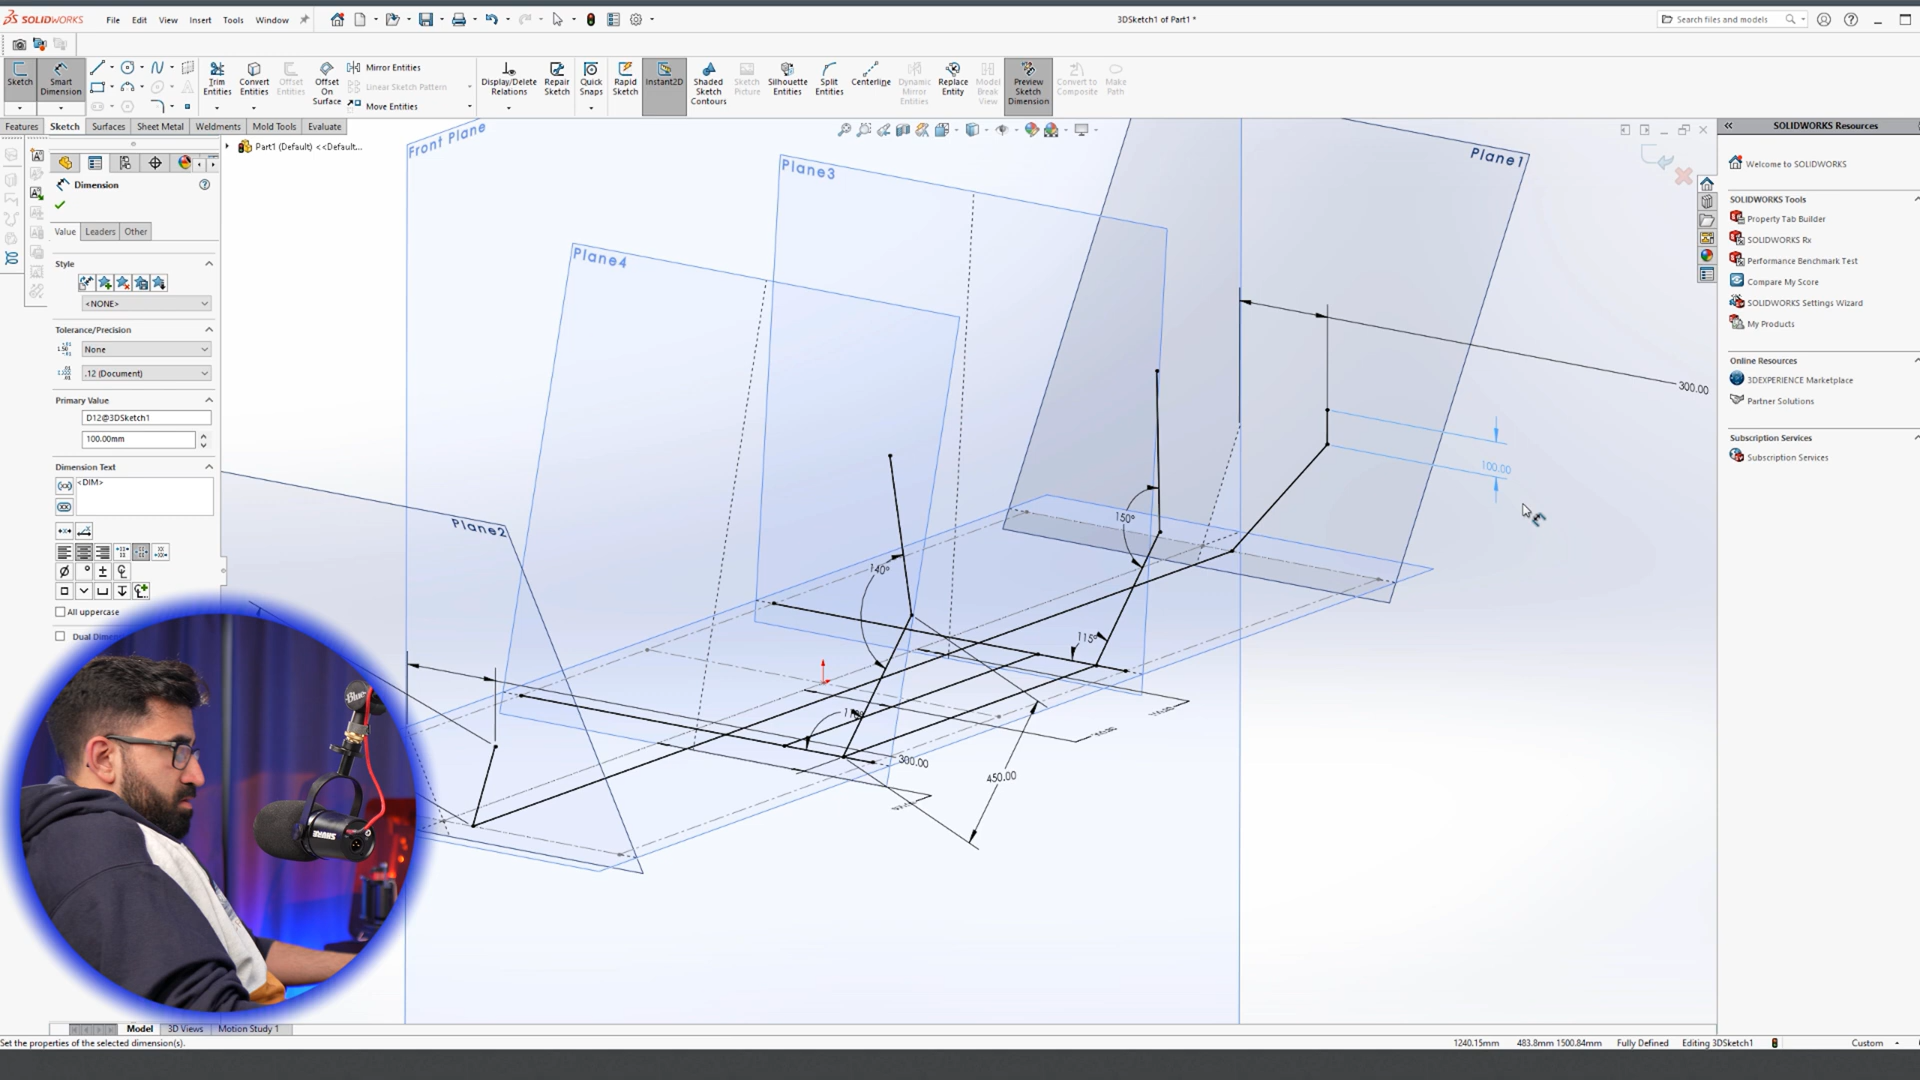 SOLIDWORKS
File Edit View Insert Tools Window
3DSketch1 of Part1 *
Search files and models
Sketch
Smart Dimension
Trim Entities
Convert Entities
Offset Entities
Offset On Surface
Mirror Entities
Linear Sketch Pattern
Move Entities
Display/Delete Relations
Repair Sketch
Quick Snaps
Rapid Sketch
Instant2D
Shaded Sketch Contours
Sketch Picture
Silhouette Entities
Split Entities
Centerline
Dynamic Mirror Entities
Replace Entity
Model Break View
Preview Sketch Dimension
Convert to Composite
Make Path
Features Sketch Surfaces Sheet Metal Weldments Mold Tools Evaluate
Part1 (Default) <<Default...
Dimension
Value Leaders Other
Style
<NONE>
Tolerance/Precision
None
.12 (Document)
Primary Value
D12@3DSketch1
100.00mm
Dimension Text
<DIM>
All uppercase
Front Plane
Plane3
Plane1
Plane4
Plane2
300.00
100.00
150°
140°
115°
300.00
450.00
Blue
SHURE
SOLIDWORKS Resources
Welcome to SOLIDWORKS
SOLIDWORKS Tools
Property Tab Builder
SOLIDWORKS Rx
Performance Benchmark Test
Compare My Score
SOLIDWORKS Settings Wizard
My Products
Online Resources
3DEXPERIENCE Marketplace
Partner Solutions
Subscription Services
Subscription Services
Model 3D Views Motion Study 1
Set the properties of the selected dimension(s).
1240.15mm 483.8mm 1500.84mm Fully Defined Editing 3DSketch1 Custom